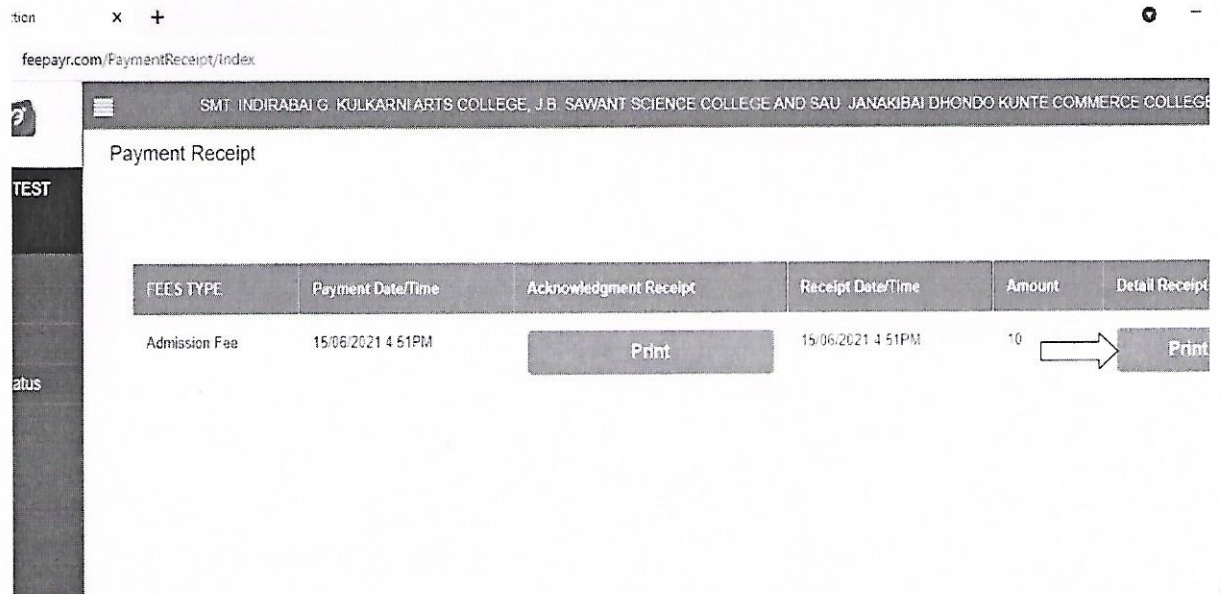 tion x +
feepayr.com/PaymentReceipt/Index
SMT. INDIRABAI G. KULKARNI ARTS COLLEGE, J.B. SAWANT SCIENCE COLLEGE AND SAU. JANAKIBAI DHONDO KUNTE COMMERCE COLLEGE
Payment Receipt
TEST
FEES TYPE Payment Date/Time Acknowledgment Receipt Receipt Date/Time Amount Detail Receipt
Admission Fee 15/06/2021 4:51PM Print 15/06/2021 4:51PM 10 Print
atus